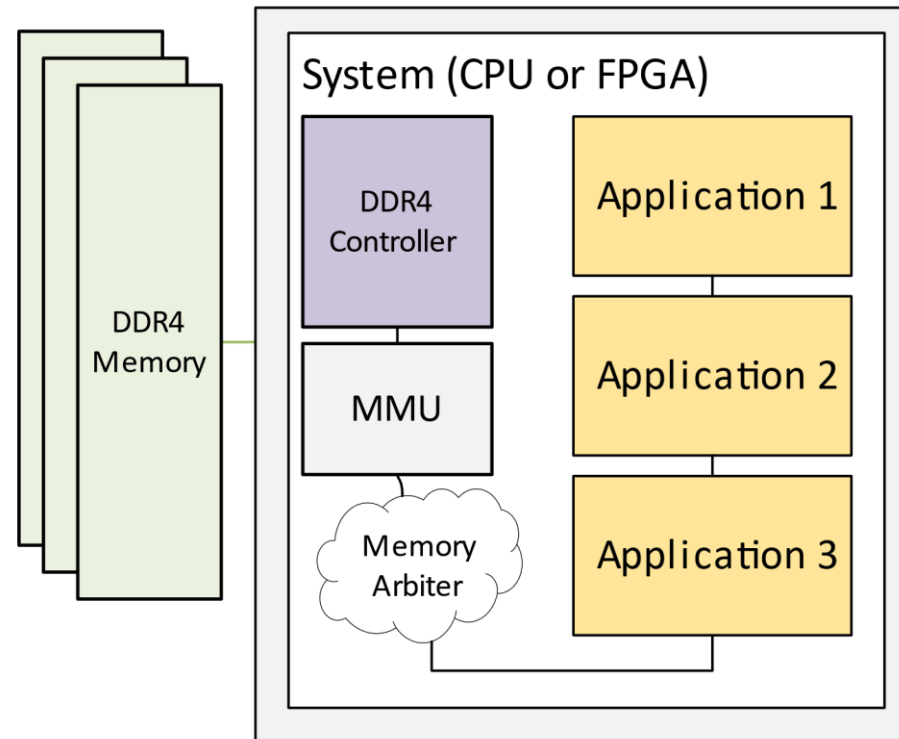 System (CPU or FPGA)
DDR4
Memory
DDR4
Controller
MMU
Memory
Arbiter
Application 1
Application 2
Application 3